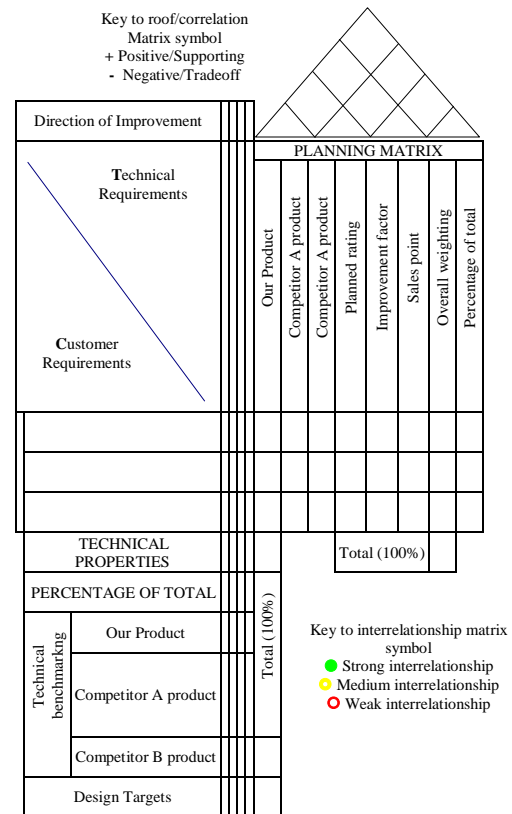 Key to roof/correlation
Matrix symbol
+ Positive/Supporting
- Negative/Tradeoff
Direction of Improvement
PLANNING MATRIX
Technical
Requirements
Customer
Requirements
Our Product
Competitor A product
Competitor A product
Planned rating
Improvement factor
Sales point
Overall weighting
Percentage of total
TECHNICAL
PROPERTIES
Total (100%)
PERCENTAGE OF TOTAL
Total (100%)
Technical
benchmarkng
Our Product
Competitor A product
Competitor B product
Design Targets
Key to interrelationship matrix
symbol
Strong interrelationship
Medium interrelationship
Weak interrelationship